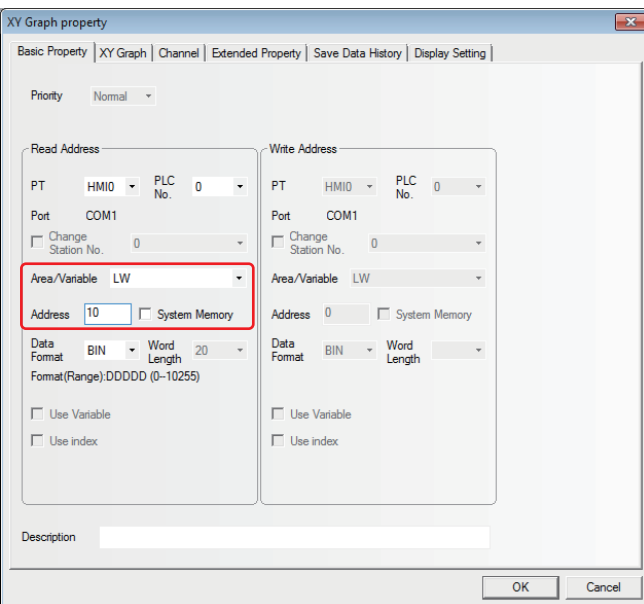 XY Graph property
Basic Property XY Graph Channel Extended Property Save Data History Display Setting
Priority Normal
Read Address
PT HMI0 PLC No. 0
Port COM1
Change Station No. 0
Area/Variable LW
Address 10 System Memory
Data Format BIN Word Length 20
Format(Range):DDDDD (0--10255)
Use Variable
Use index
Write Address
PT HMI0 PLC No. 0
Port COM1
Change Station No. 0
Area/Variable LW
Address 0 System Memory
Data Format BIN Word Length
Use Variable
Use index
Description
OK Cancel